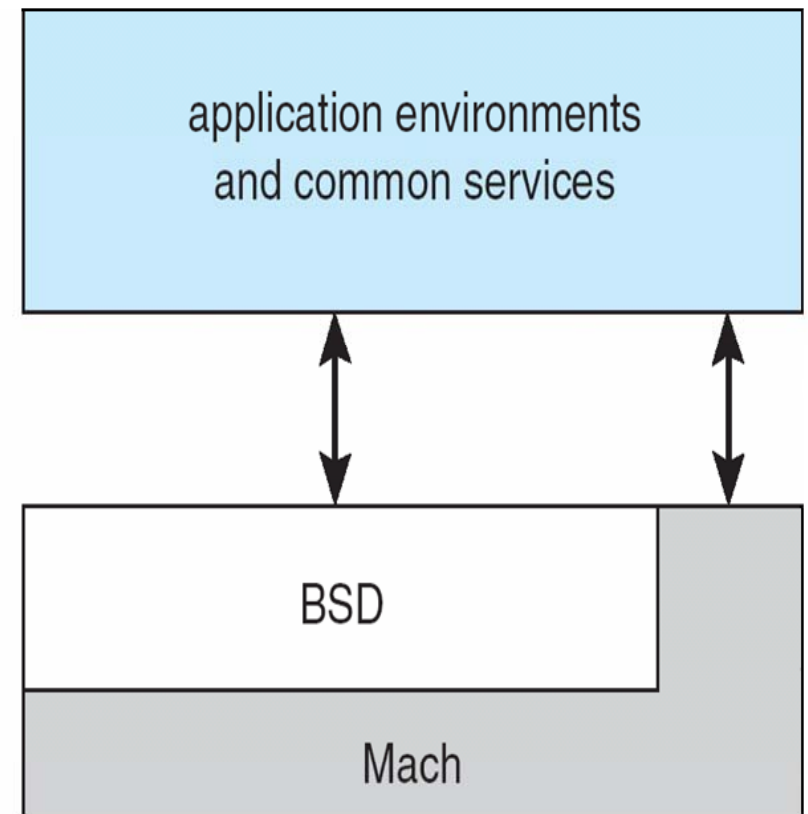 application environments
and common services
BSD
Mach